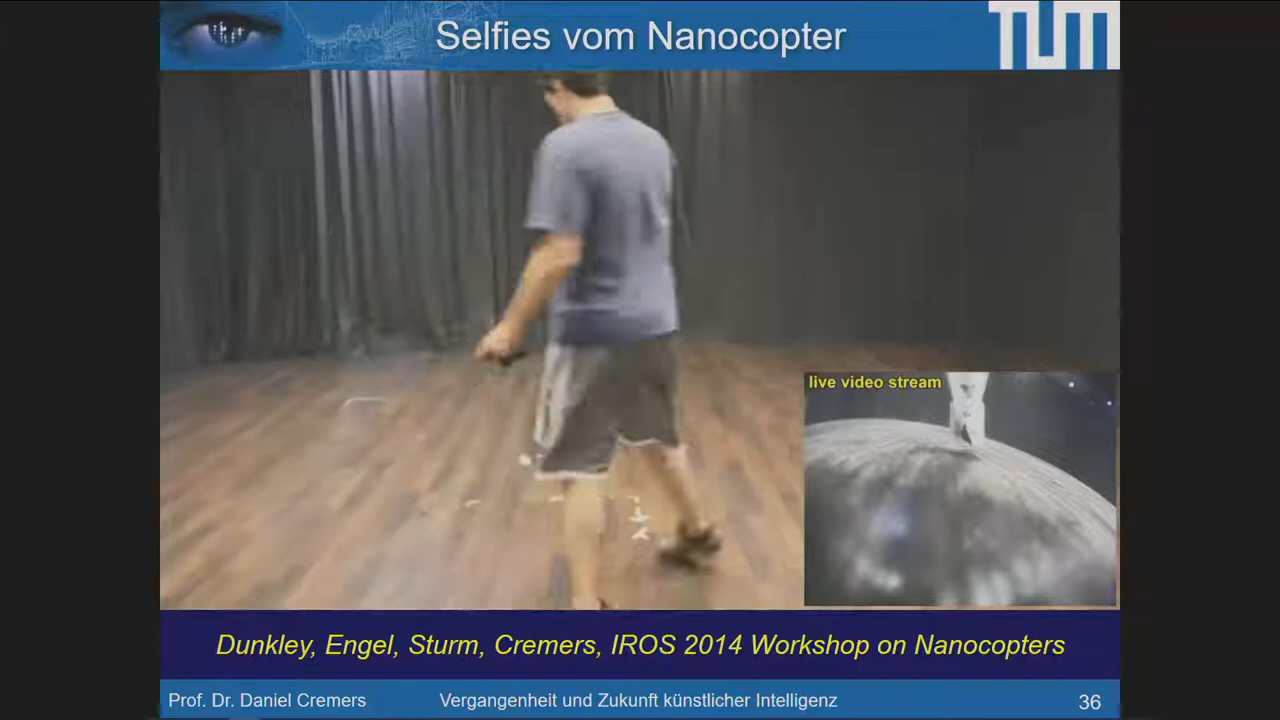 Selfies vom Nanocopter
TUM
live video stream
Dunkley, Engel, Sturm, Cremers, IROS 2014 Workshop on Nanocopters
Prof. Dr. Daniel Cremers
Vergangenheit und Zukunft künstlicher Intelligenz
36